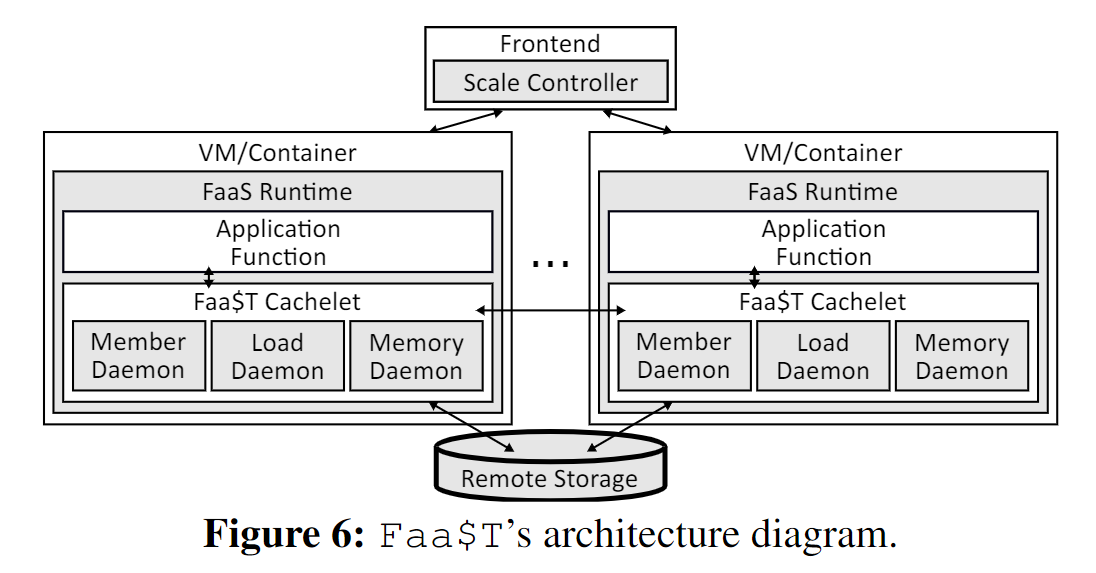 Frontend
Scale Controller
VM/Container
FaaS Runtime
Application
Function
Faa$T Cachelet
Member
Daemon
Load
Daemon
Memory
Daemon
...
VM/Container
FaaS Runtime
Application
Function
Faa$T Cachelet
Member
Daemon
Load
Daemon
Memory
Daemon
Remote Storage
Figure 6: Faa$T's architecture diagram.